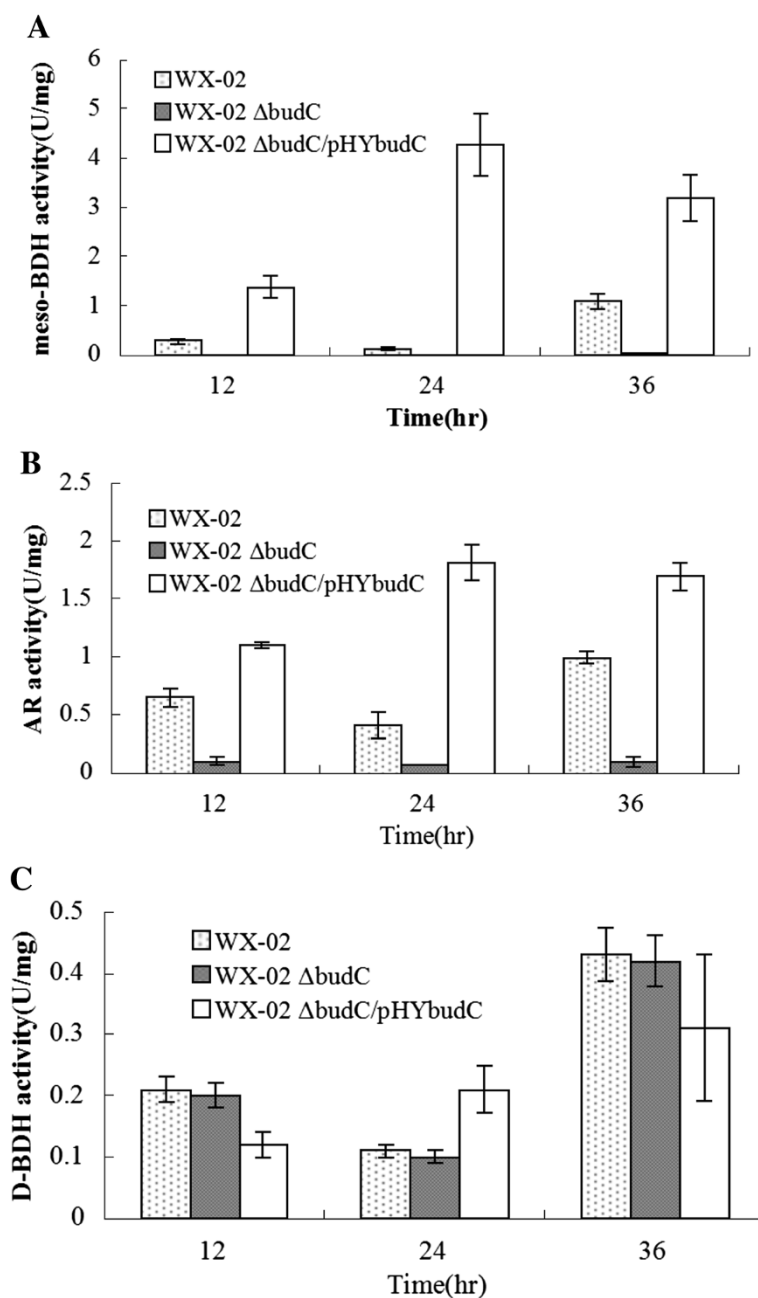 A
meso-BDH activity(U/mg)
6
5
4
3
2
1
0
WX-02
WX-02 ΔbudC
WX-02 ΔbudC/pHYbudC
12 24 36
Time(hr)
B
AR activity(U/mg)
2.5
2
1.5
1
0.5
0
WX-02
WX-02 ΔbudC
WX-02 ΔbudC/pHYbudC
12 24 36
Time(hr)
C
D-BDH activity(U/mg)
0.5
0.4
0.3
0.2
0.1
0
WX-02
WX-02 ΔbudC
WX-02 ΔbudC/pHYbudC
12 24 36
Time(hr)